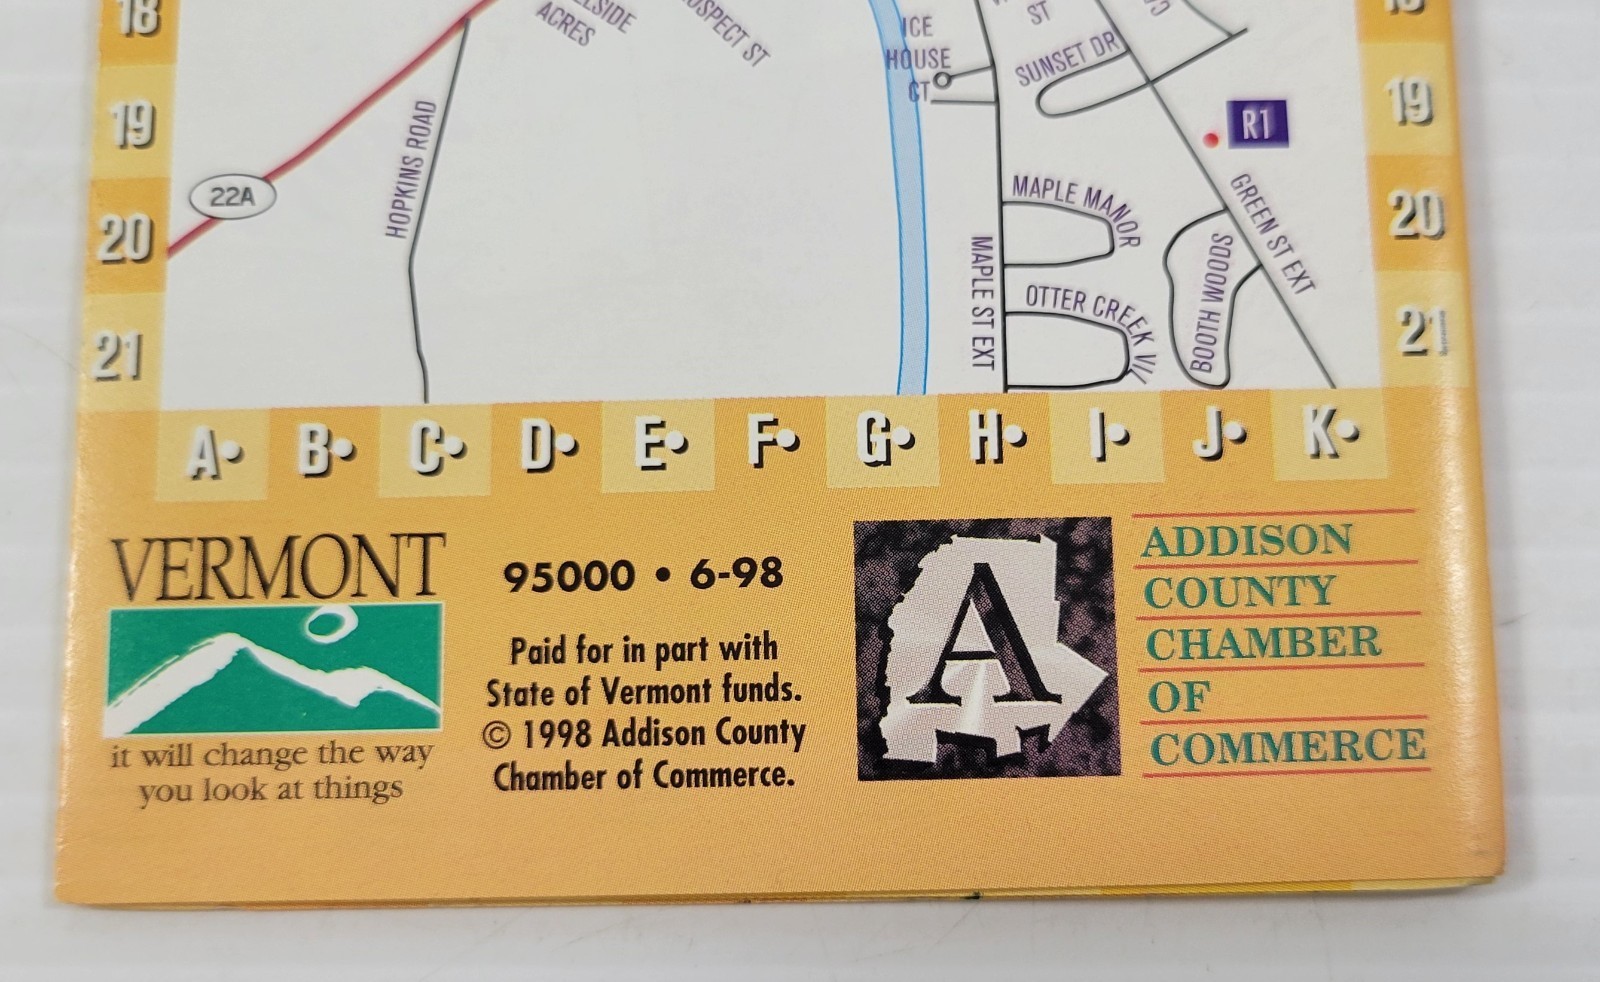 18
ACRES
ST
ICE
HOUSE
CT
ST
SUNSET DR
19
19
R1
HOPKINS ROAD
22A
MAPLE MANOR
GREEN ST EXT
20
20
MAPLE ST EXT
BOOTH WOODS
OTTER CREEK
21
21
A• B• C• D• E• F• G• H• I• J• K•
VERMONT
it will change the way
you look at things
95000 • 6-98
Paid for in part with
State of Vermont funds.
© 1998 Addison County
Chamber of Commerce.
A
ADDISON
COUNTY
CHAMBER
OF
COMMERCE